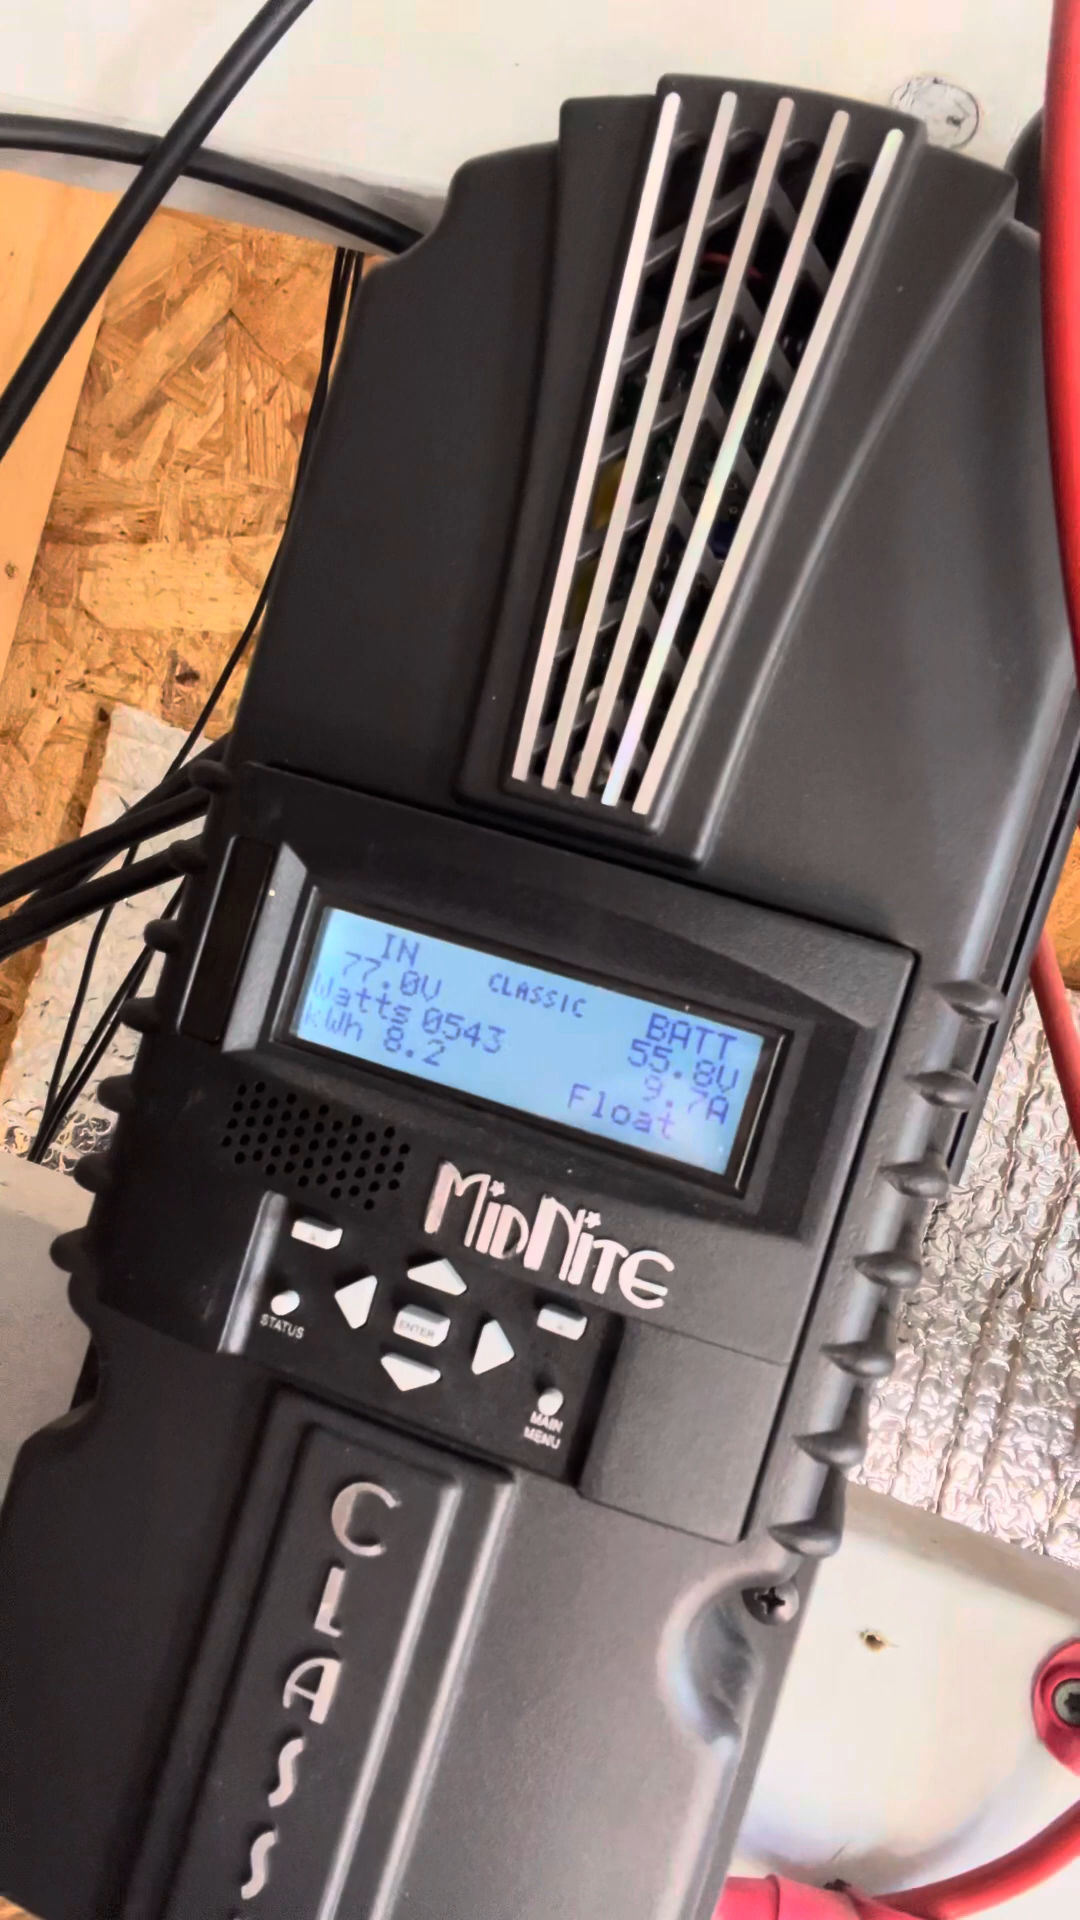 IN
77.0V CLASSIC BATT
Watts 0543 55.8V
kWh 8.2 9.7A
Float
MIDNITE
ENTER
STATUS
MAIN
MENU
CLASS